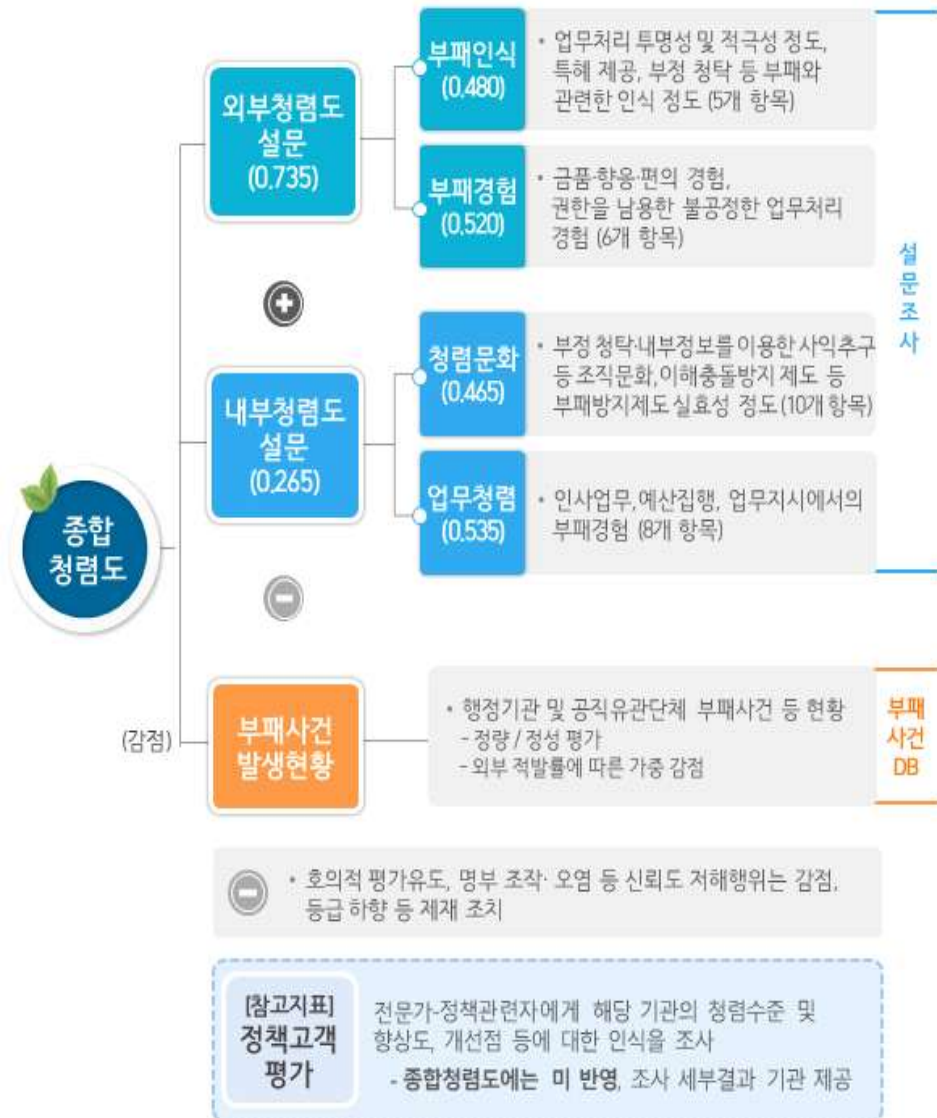 종합
청렴도
외부청렴도
설문
(0.735)
부패인식
(0.480)
• 업무처리 투명성 및 적극성 정도,
특혜 제공, 부정 청탁 등 부패와
관련한 인식 정도 (5개 항목)
부패경험
(0.520)
• 금품·향응·편의 경험,
권한을 남용한 불공정한 업무처리
경험 (6개 항목)
+
내부청렴도
설문
(0.265)
청렴문화
(0.465)
• 부정 청탁·내부정보를 이용한 사익추구
등 조직문화,이해충돌방지 제도 등
부패방지제도 실효성 정도(10개 항목)
업무청렴
(0.535)
• 인사업무,예산집행, 업무지시에서의
부패경험 (8개 항목)
설문조사
-
(감점)
부패사건
발생현황
• 행정기관 및 공직유관단체 부패사건 등 현황
- 정량 / 정성 평가
- 외부 적발률에 따른 가중 감점
부패
사건
DB
-
• 호의적 평가유도, 명부 조작· 오염 등 신뢰도 저해행위는 감점,
등급 하향 등 제재 조치
[참고지표]
정책고객
평가
전문가·정책관련자에게 해당 기관의 청렴수준 및
향상도, 개선점 등에 대한 인식을 조사
- 종합청렴도에는 미 반영, 조사 세부결과 기관 제공